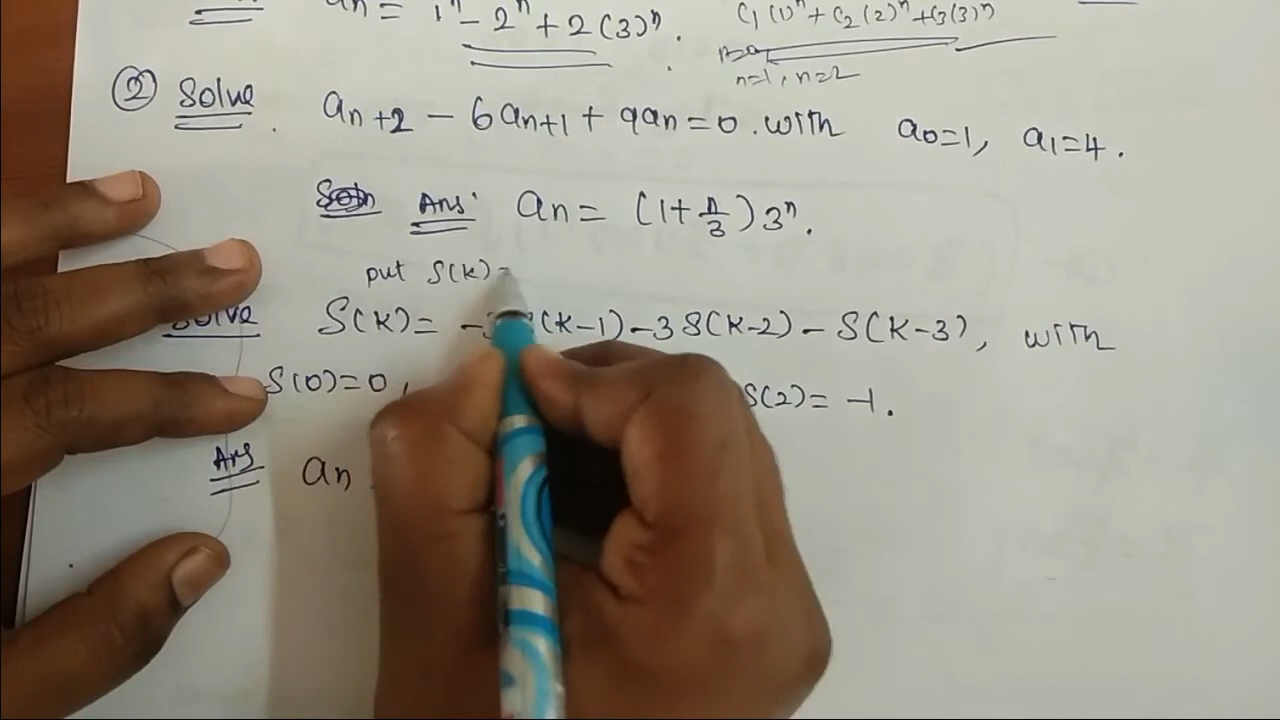 an = 1ⁿ - 2ⁿ + 2(3)ⁿ.
C₁(1)ⁿ + C₂(2)ⁿ + C₃(3)ⁿ
n=1, n=2
② Solve an+2 - 6an+1 + 9an = 0. with a₀=1, a₁=4.
Ans: an = (1+n/3)3ⁿ.
put S(k)=
Solve S(k) = -3 (k-1) - 3S(k-2) - S(k-3), with
S(0)=0, S(2) = -1.
Ans an